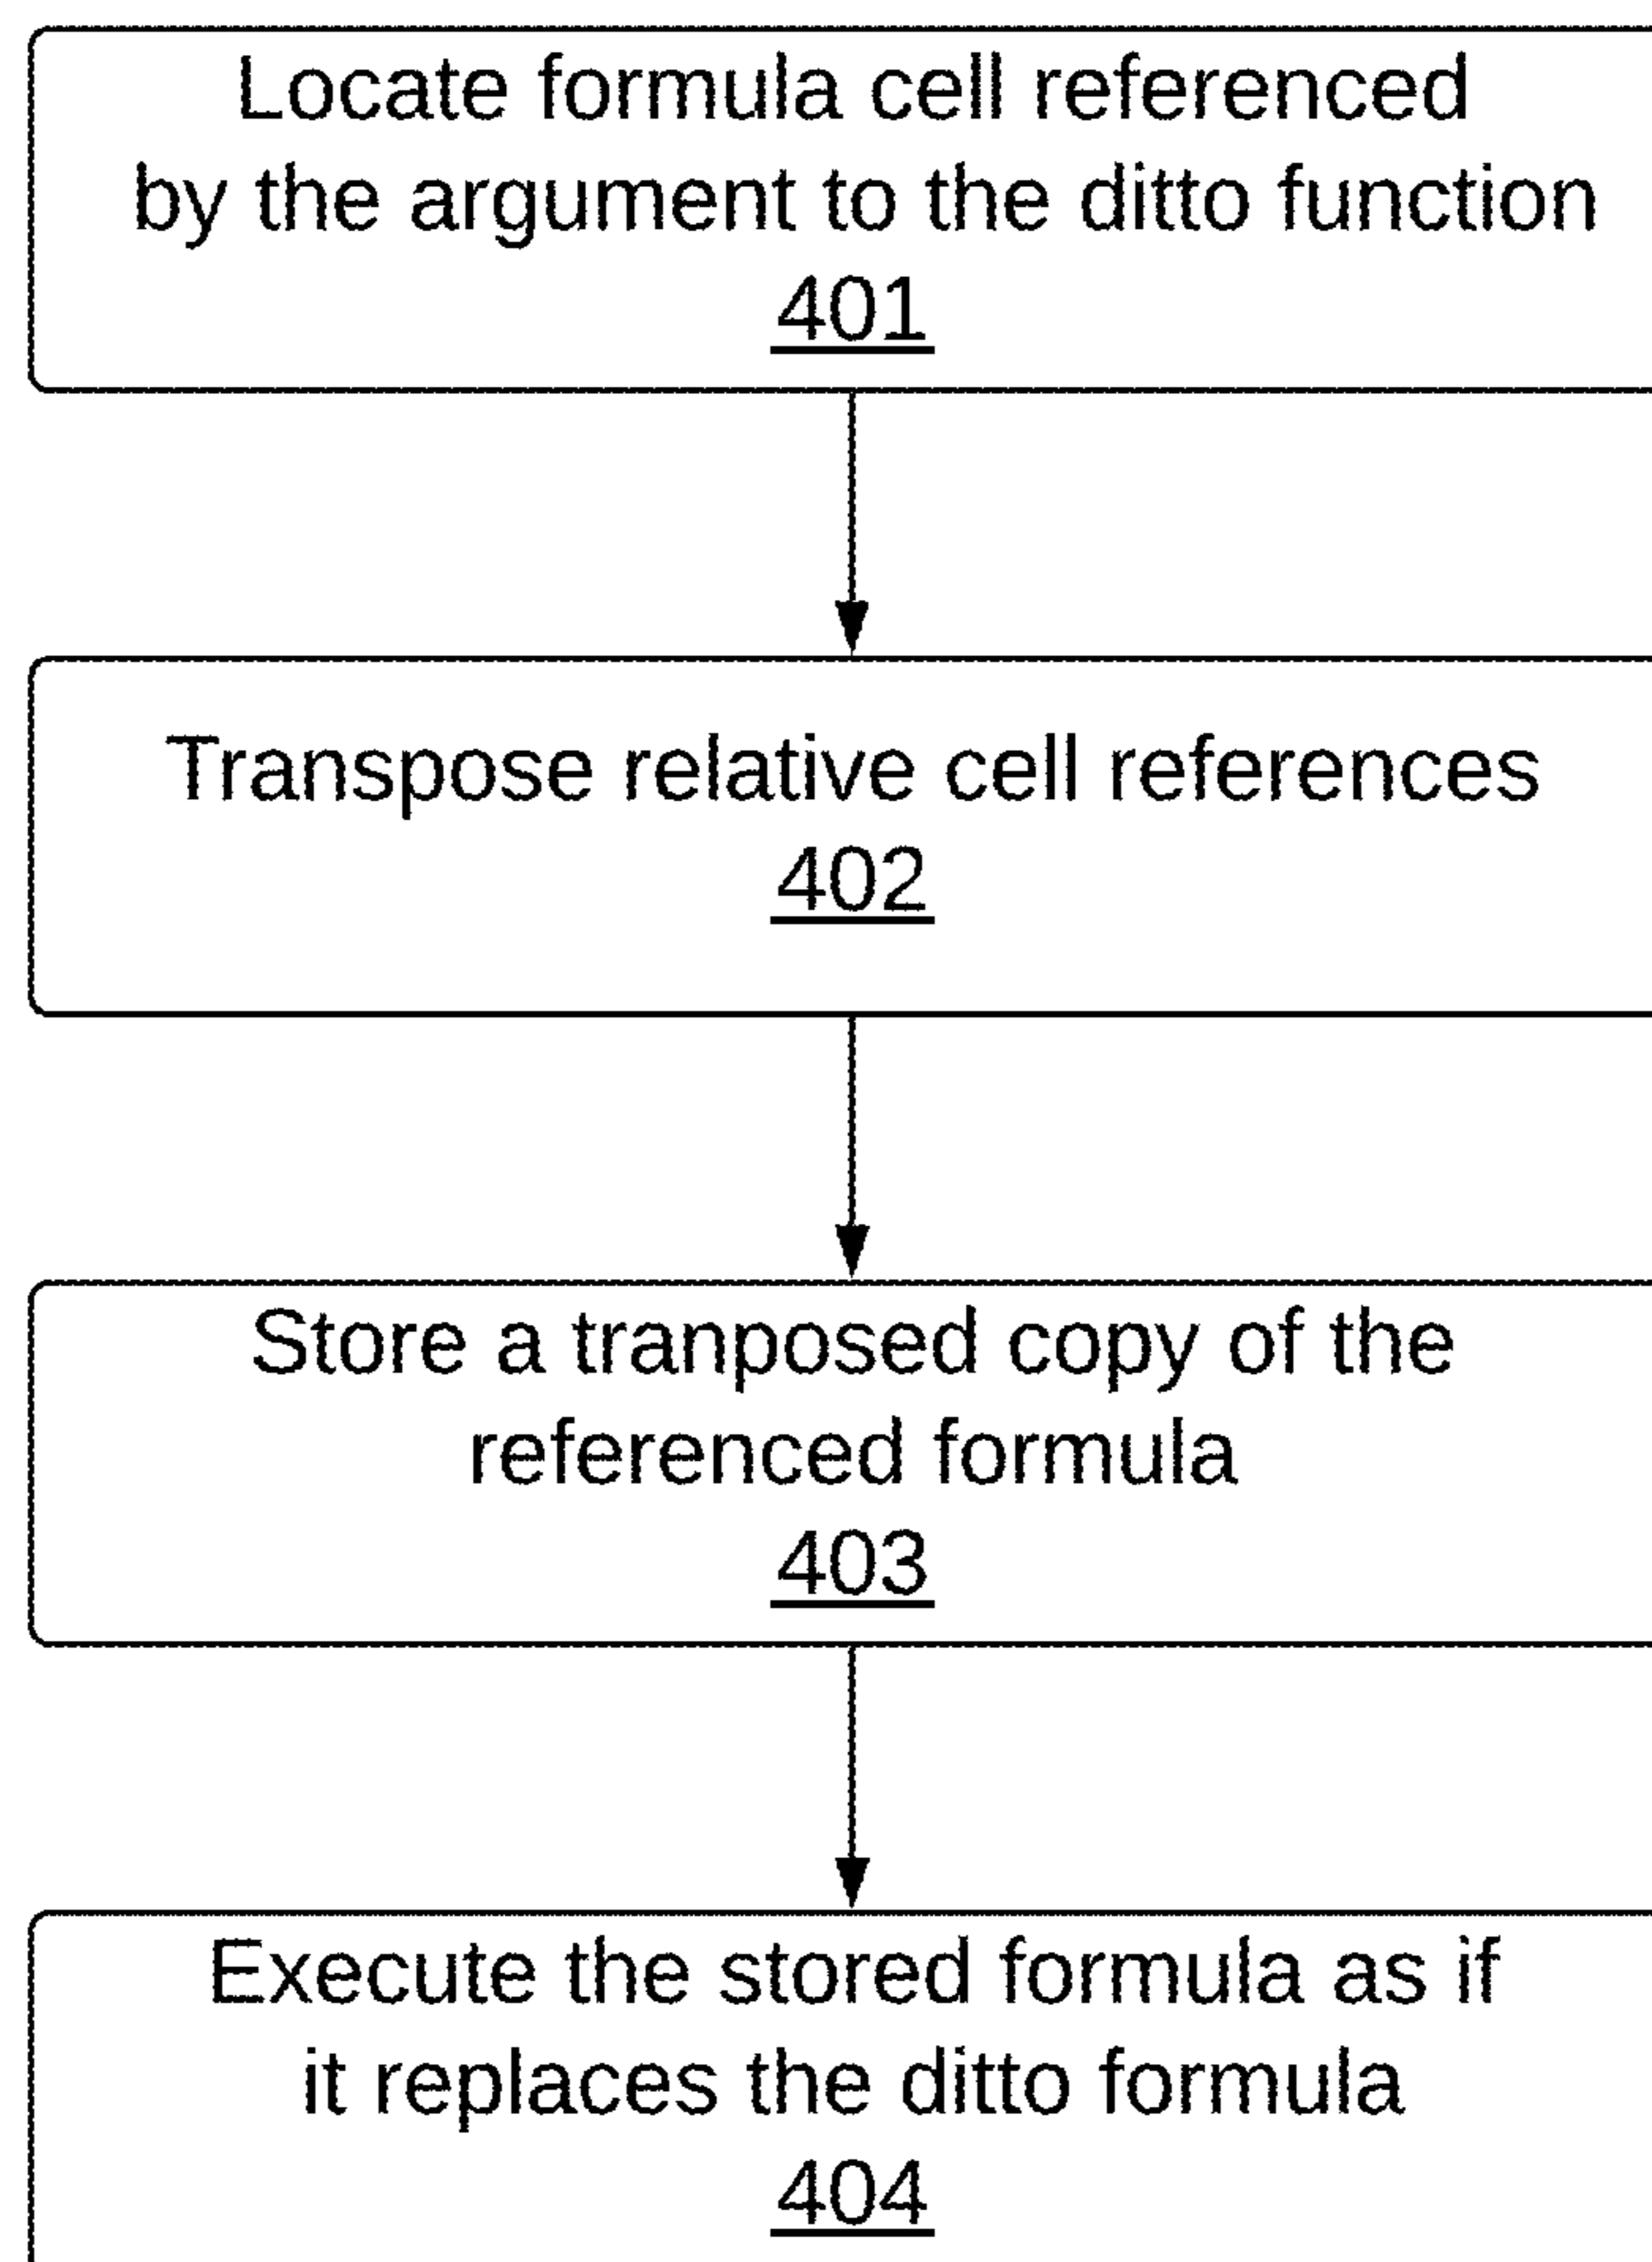 Locate formula cell referenced
by the argument to the ditto function
401
Transpose relative cell references
402
Store a tranposed copy of the
referenced formula
403
Execute the stored formula as if
it replaces the ditto formula
404